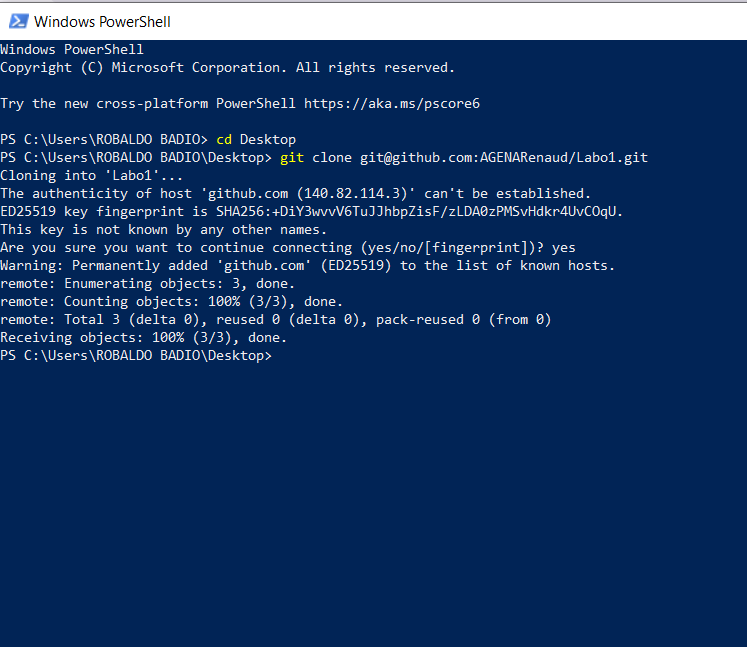 Windows PowerShell
Windows PowerShell
Copyright (C) Microsoft Corporation. All rights reserved.
Try the new cross-platform PowerShell https://aka.ms/pscore6
PS C:\Users\ROBALDO BADIO> cd Desktop
PS C:\Users\ROBALDO BADIO\Desktop> git clone git@github.com:AGENARenaud/Labo1.git
Cloning into 'Labo1'...
The authenticity of host 'github.com (140.82.114.3)' can't be established.
ED25519 key fingerprint is SHA256:+DiY3wvvV6TuJJhbpZisF/zLDA0zPMSvHdkr4UvCOqU.
This key is not known by any other names.
Are you sure you want to continue connecting (yes/no/[fingerprint])? yes
Warning: Permanently added 'github.com' (ED25519) to the list of known hosts.
remote: Enumerating objects: 3, done.
remote: Counting objects: 100% (3/3), done.
remote: Total 3 (delta 0), reused 0 (delta 0), pack-reused 0 (from 0)
Receiving objects: 100% (3/3), done.
PS C:\Users\ROBALDO BADIO\Desktop>